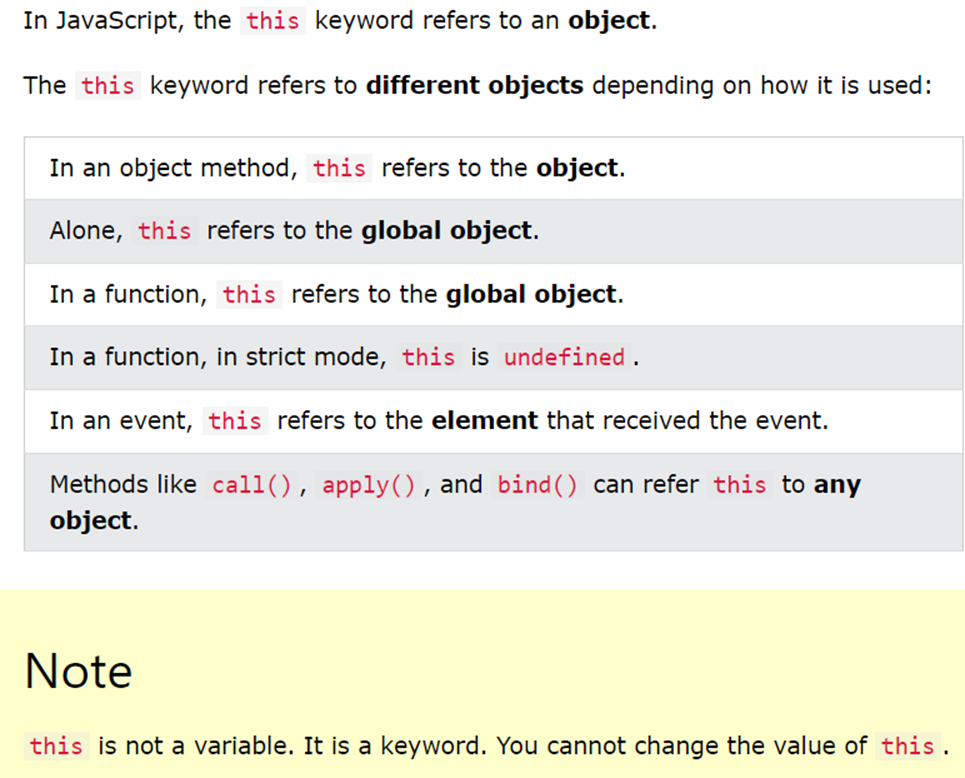 In JavaScript, the this keyword refers to an object.
The this keyword refers to different objects depending on how it is used:
In an object method, this refers to the object.
Alone, this refers to the global object.
In a function, this refers to the global object.
In a function, in strict mode, this is undefined.
In an event, this refers to the element that received the event.
Methods like call(), apply(), and bind() can refer this to any
object.
Note
this is not a variable. It is a keyword. You cannot change the value of this.